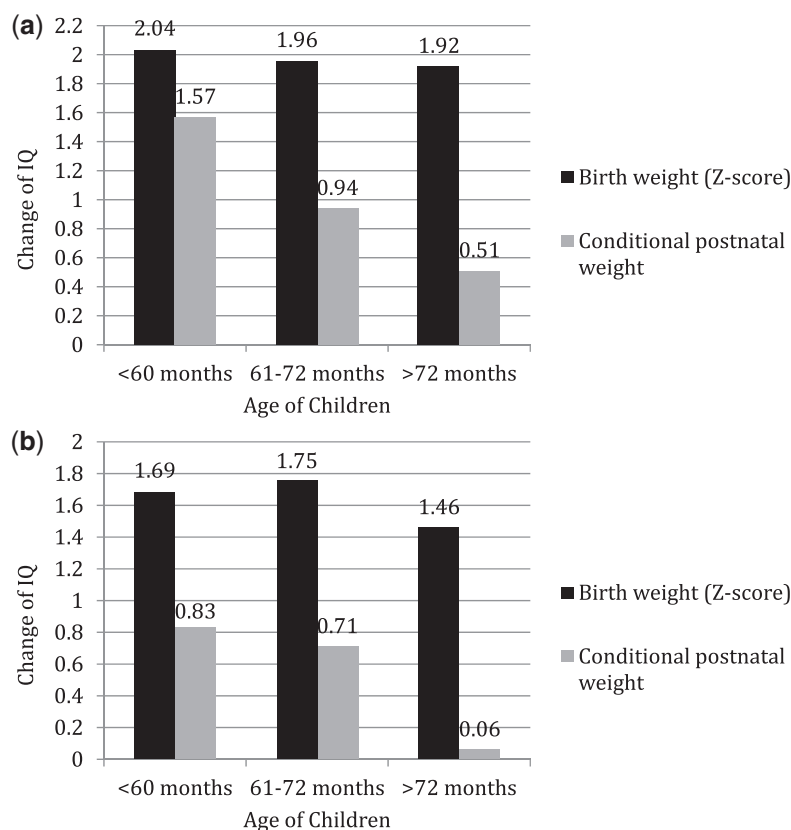 (a)
Change of IQ
2.2
2
1.8
1.6
1.4
1.2
1
0.8
0.6
0.4
0.2
0
2.04
1.57
1.96
0.94
1.92
0.51
<60 months
61-72 months
>72 months
Age of Children
Birth weight (Z-score)
Conditional postnatal
weight
(b)
Change of IQ
2
1.8
1.6
1.4
1.2
1
0.8
0.6
0.4
0.2
0
1.69
0.83
1.75
0.71
1.46
0.06
<60 months
61-72 months
>72 months
Age of Children
Birth weight (Z-score)
Conditional postnatal
weight